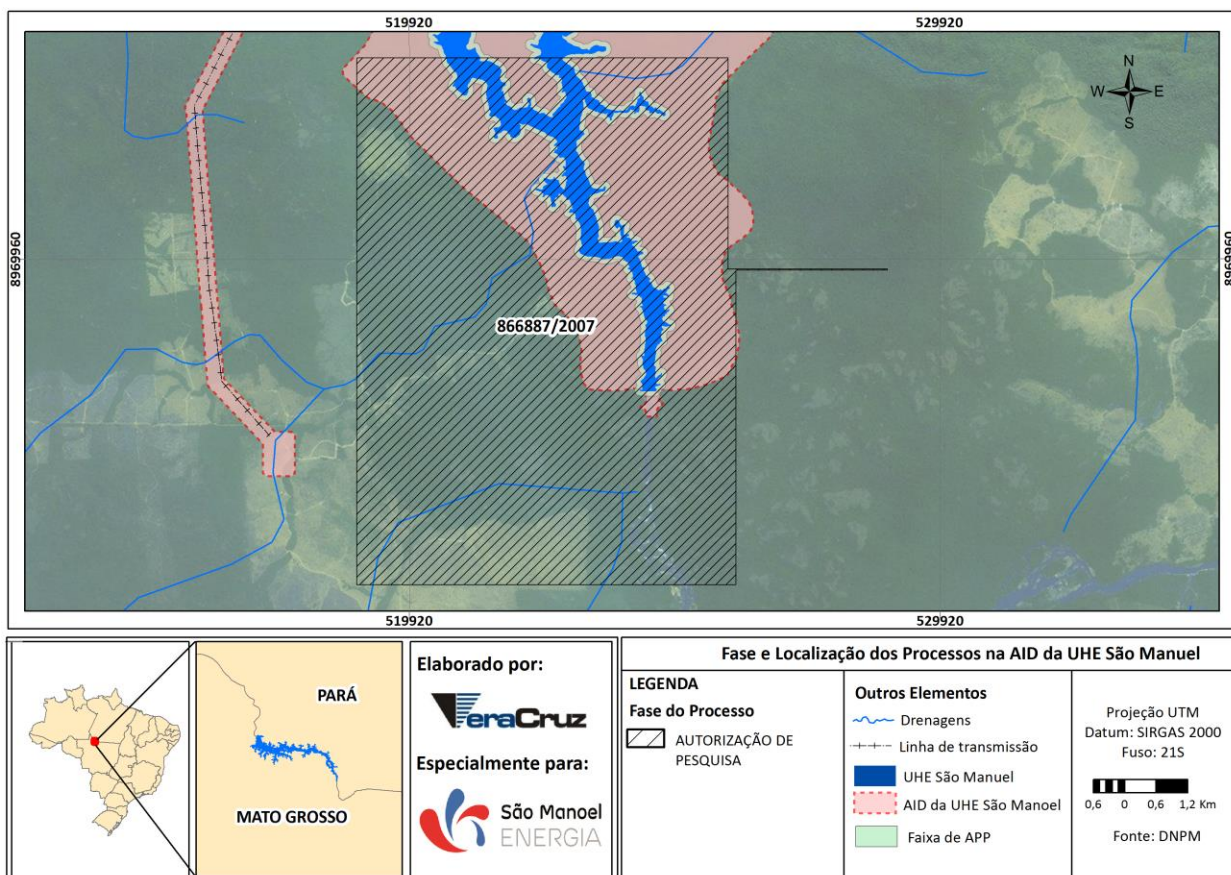 519920
529920
N
W E
S
8969960
8969960
866887/2007
519920
529920
PARÁ
MATO GROSSO
Elaborado por:
VeraCruz
Especialmente para:
São Manoel
ENERGIA
Fase e Localização dos Processos na AID da UHE São Manuel
LEGENDA
Fase do Processo
AUTORIZAÇÃO DE
PESQUISA
Outros Elementos
Drenagens
Linha de transmissão
UHE São Manuel
AID da UHE São Manoel
Faixa de APP
Projeção UTM
Datum: SIRGAS 2000
Fuso: 21S
0,6 0 0,6 1,2 Km
Fonte: DNPM